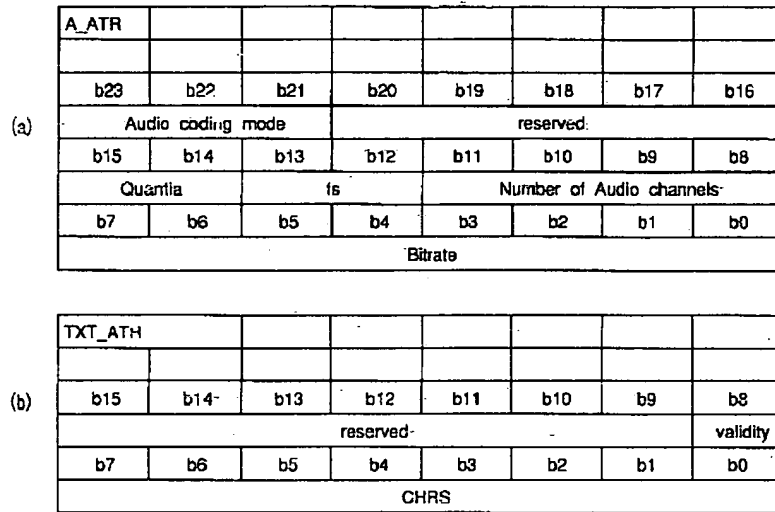 A_ATR
b23 b22 b21 b20 b19 b18 b17 b16
(a)
Audio coding mode reserved
b15 b14 b13 b12 b11 b10 b9 b8
Quantia fs Number of Audio channels
b7 b6 b5 b4 b3 b2 b1 b0
Bitrate
TXT_ATH
(b)
b15 b14 b13 b12 b11 b10 b9 b8
reserved validity
b7 b6 b5 b4 b3 b2 b1 b0
CHRS